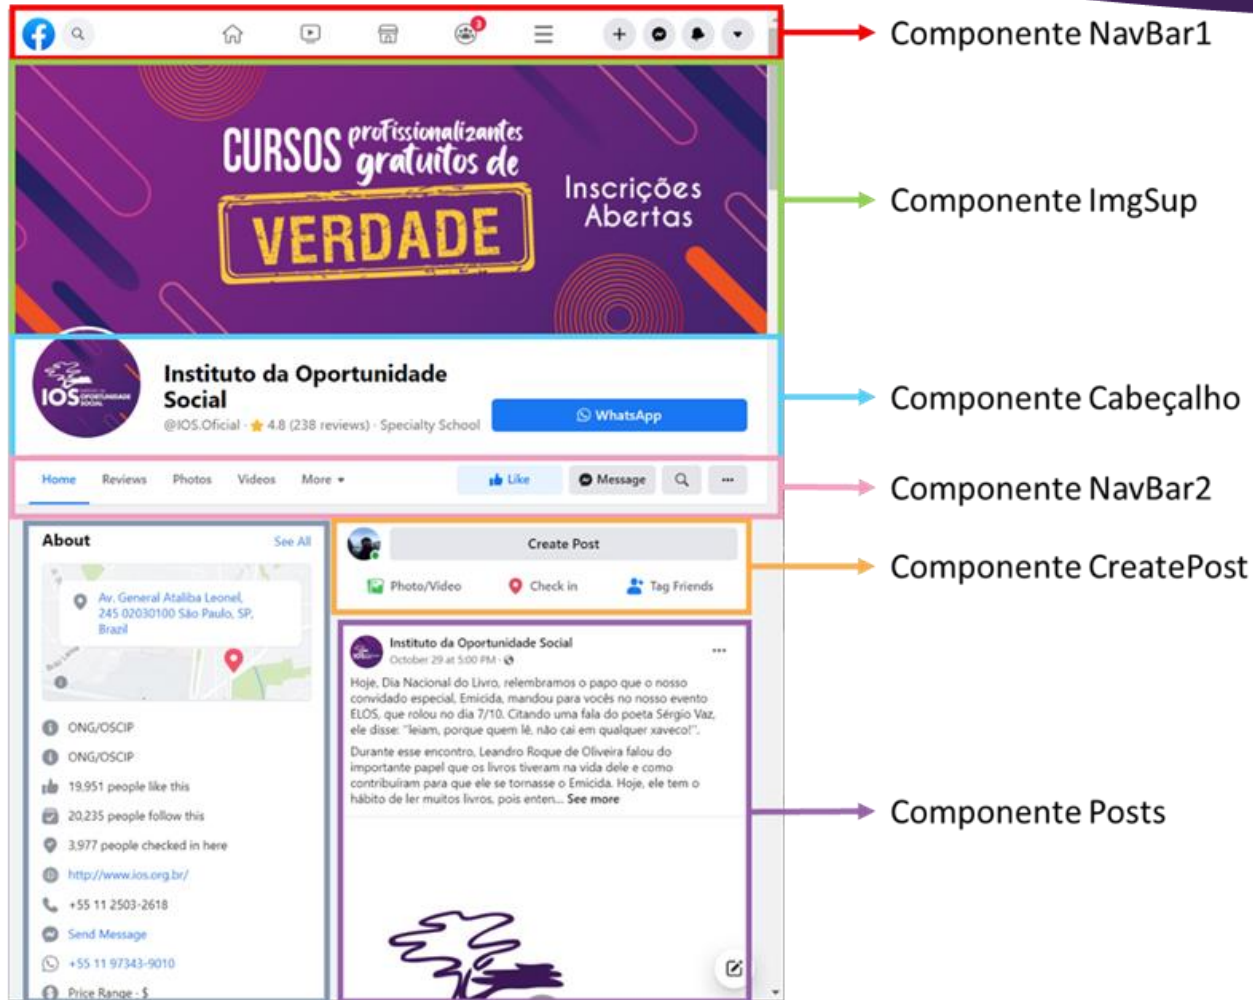 3
Componente NavBar1
CURSOS profissionalizantes
gratuitos de
VERDADE
Inscrições
Abertas
Componente ImgSup
IOS INSTITUTO DA OPORTUNIDADE SOCIAL
Instituto da Oportunidade
Social
@IOS.Oficial · 4.8 (238 reviews) · Specialty School
WhatsApp
Componente Cabeçalho
Home Reviews Photos Videos More
Like Message
Componente NavBar2
About See All
Av. General Ataliba Leonel,
245 02030100 São Paulo, SP,
Brazil
ONG/OSCIP
ONG/OSCIP
19,951 people like this
20,235 people follow this
3,977 people checked in here
http://www.ios.org.br/
+55 11 2503-2618
Send Message
+55 11 97343-9010
Price Range · $
Create Post
Photo/Video Check in Tag Friends
Componente CreatePost
Instituto da Oportunidade Social
October 29 at 5:00 PM ·
Hoje, Dia Nacional do Livro, relembramos o papo que o nosso
convidado especial, Emicida, mandou para vocês no nosso evento
ELOS, que rolou no dia 7/10. Citando uma fala do poeta Sérgio Vaz,
ele disse: "leiam, porque quem lê, não cai em qualquer xaveco!".
Durante esse encontro, Leandro Roque de Oliveira falou do
importante papel que os livros tiveram na vida dele e como
contribuíram para que ele se tornasse o Emicida. Hoje, ele tem o
hábito de ler muitos livros, pois enten... See more
Componente Posts